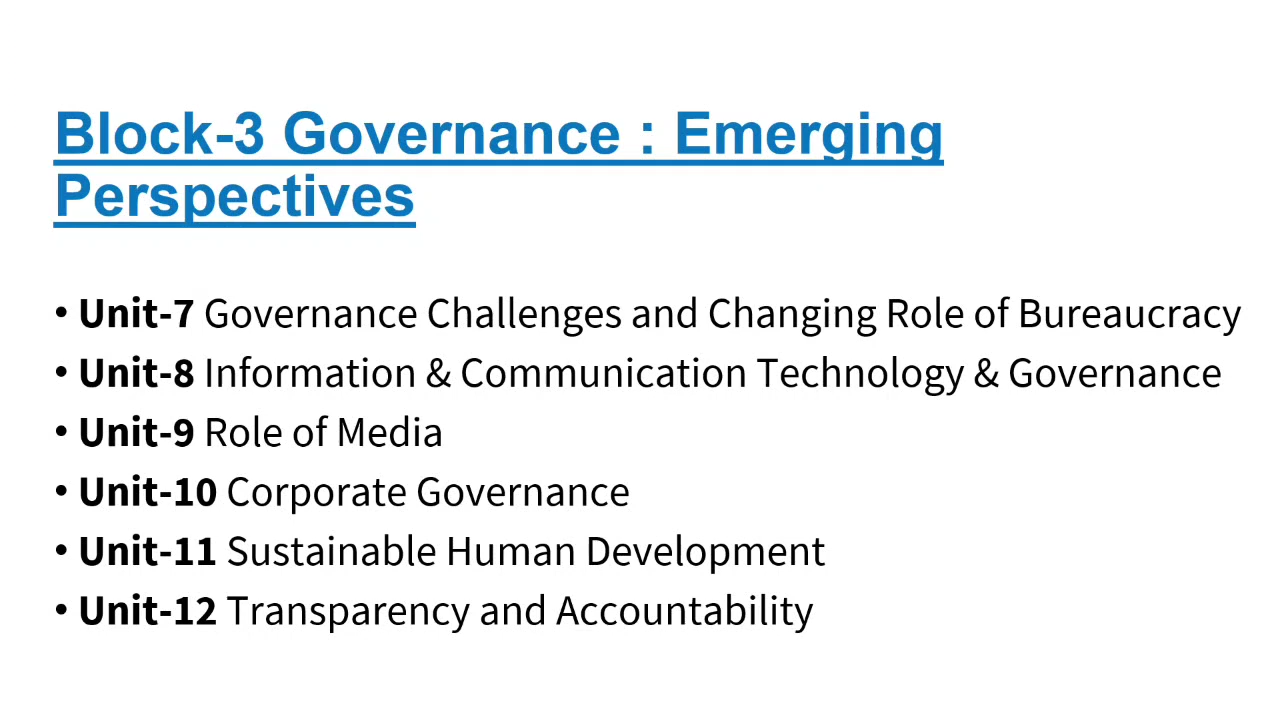 Block-3 Governance : Emerging
Perspectives
• Unit-7 Governance Challenges and Changing Role of Bureaucracy
• Unit-8 Information & Communication Technology & Governance
• Unit-9 Role of Media
• Unit-10 Corporate Governance
• Unit-11 Sustainable Human Development
• Unit-12 Transparency and Accountability